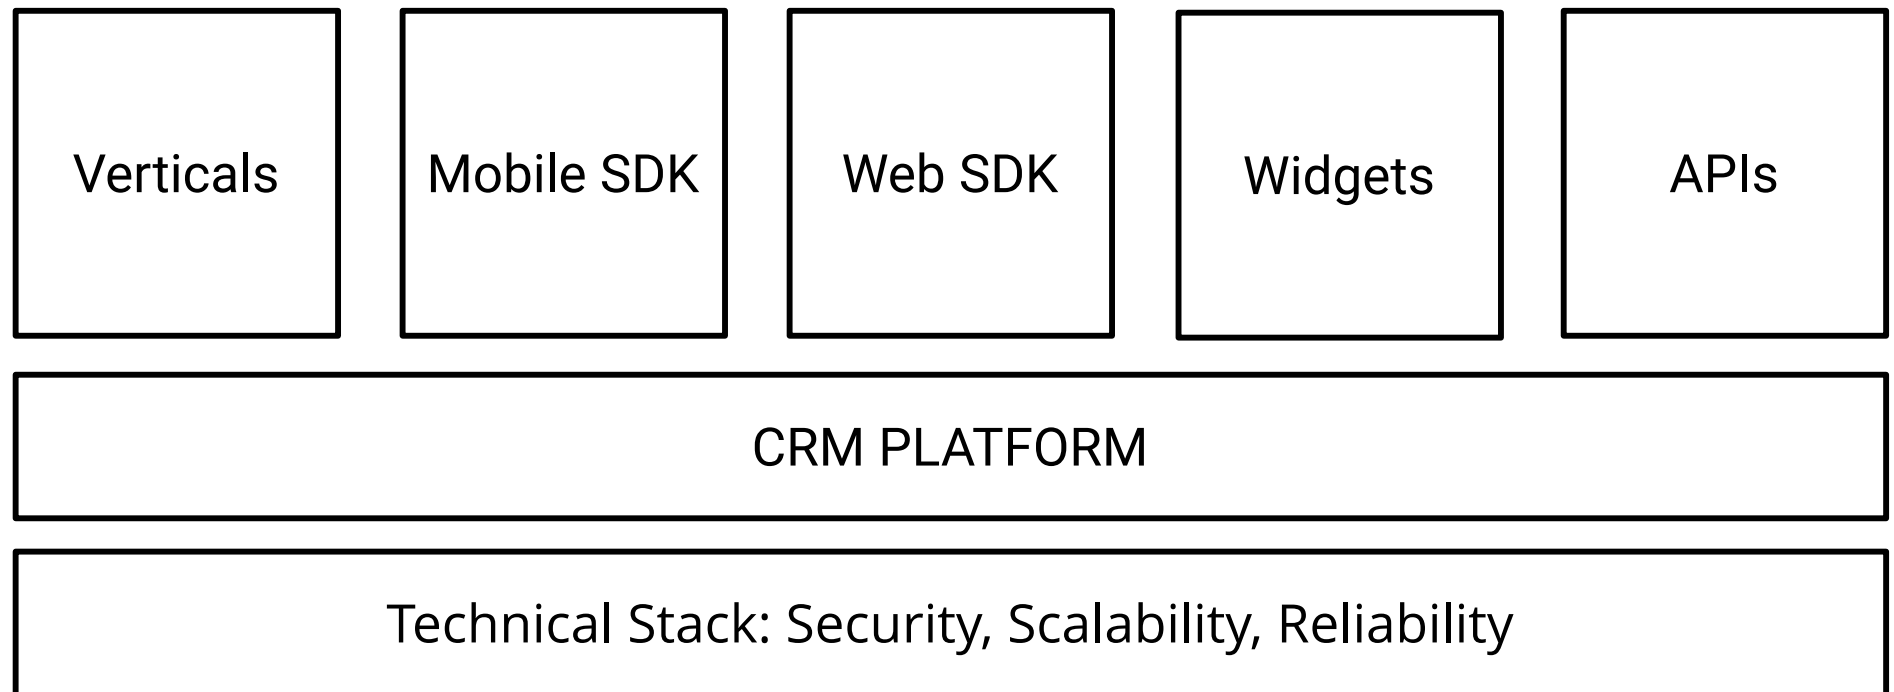 Verticals
Mobile SDK
Web SDK
Widgets
APIs
CRM PLATFORM
Technical Stack: Security, Scalability, Reliability